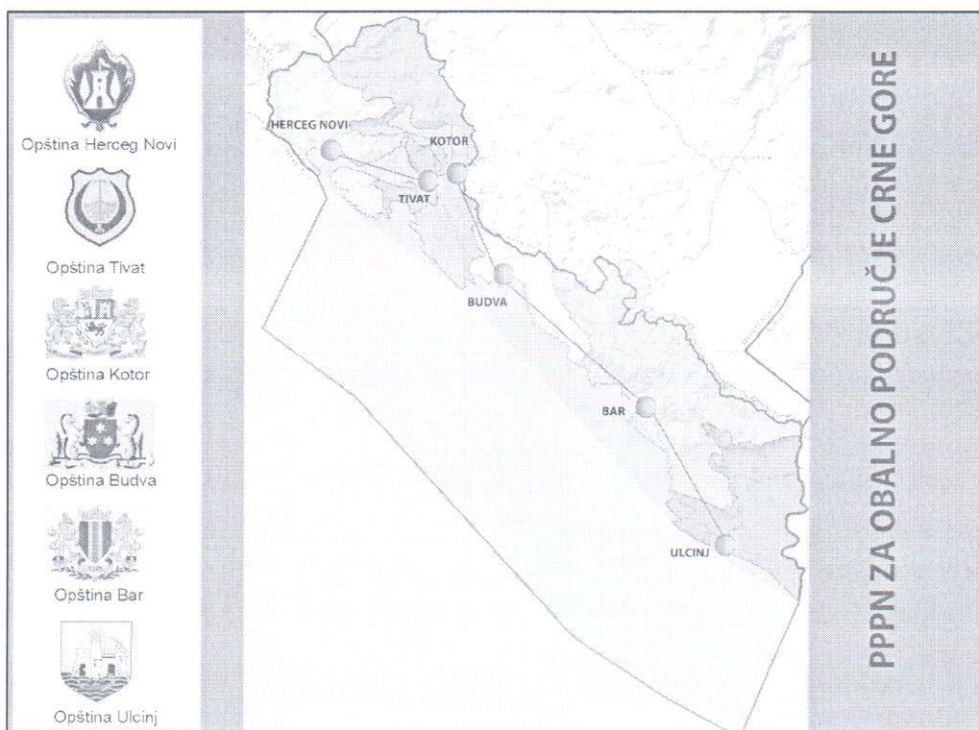 Opština Herceg Novi
Opština Tivat
Opština Kotor
Opština Budva
Opština Bar
Opština Ulcinj
HERCEG NOVI
KOTOR
TIVAT
BUDVA
BAR
ULCINJ
PPPN ZA OBALNO PODRUČJE CRNE GORE